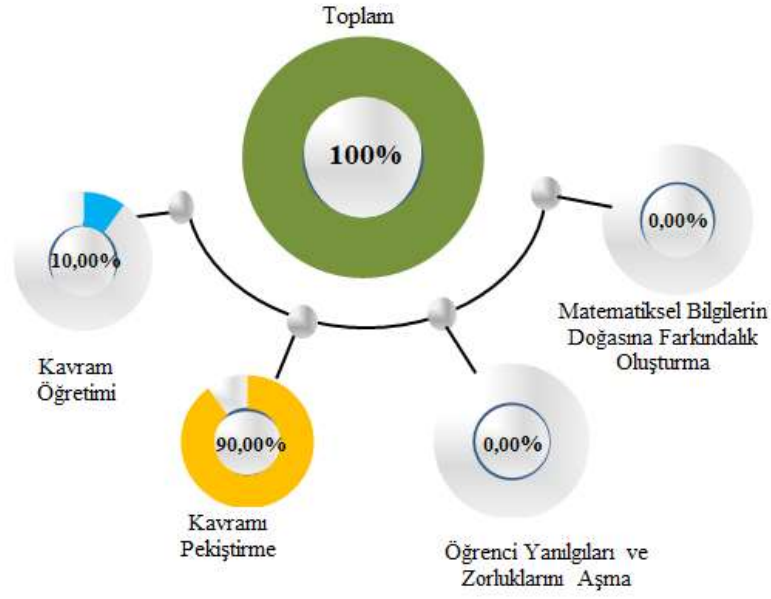 Toplam
100%
10,00%
Kavram
Öğretimi
90,00%
Kavramı
Pekiştirme
0,00%
Öğrenci Yanılgıları ve
Zorluklarını Aşma
0,00%
Matematiksel Bilgilerin
Doğasına Farkındalık
Oluşturma